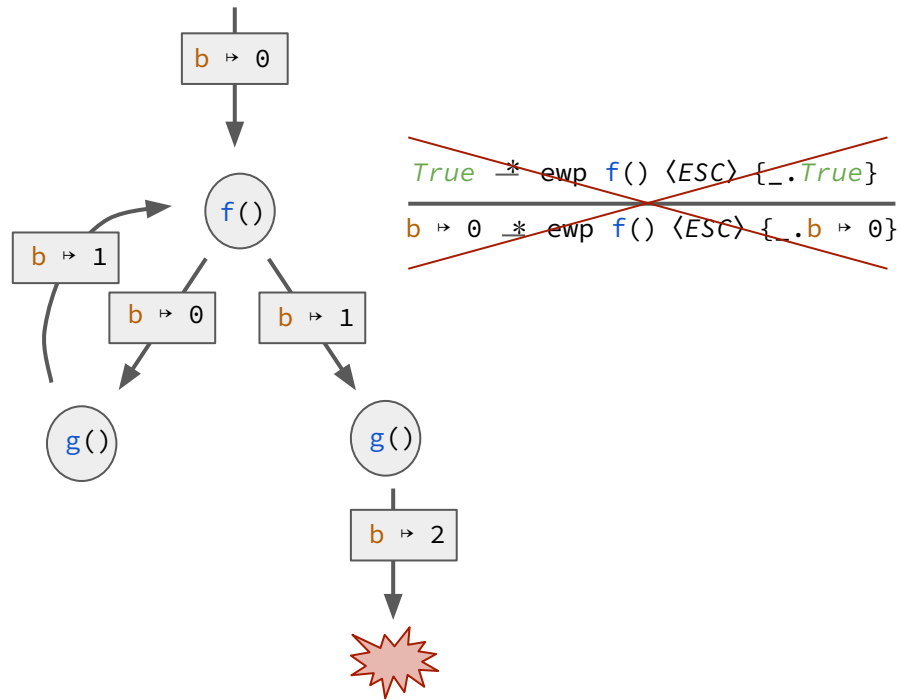 b ↦ 0
True -* ewp f() ⟨ESC⟩ {_.True}
f()
b ↦ 0 -* ewp f() ⟨ESC⟩ {_.b ↦ 0}
b ↦ 1
b ↦ 0
b ↦ 1
g()
g()
b ↦ 2